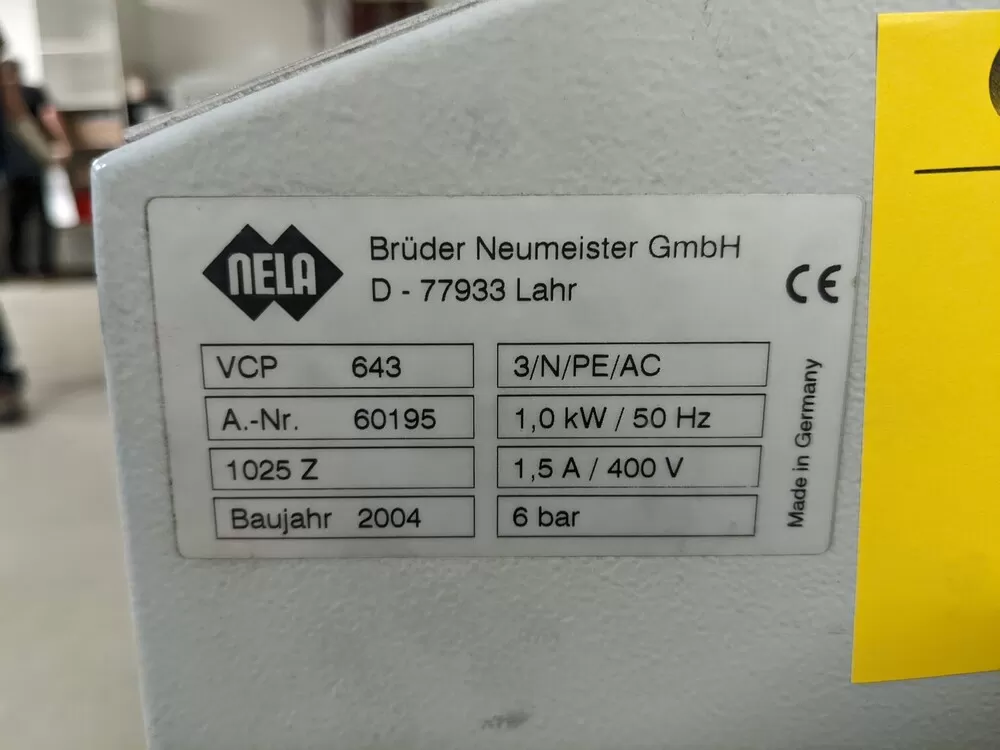 NELA
Brüder Neumeister GmbH
D - 77933 Lahr
CE
VCP 643
3/N/PE/AC
A.-Nr. 60195
1,0 kW / 50 Hz
1025 Z
1,5 A / 400 V
Baujahr 2004
6 bar
Made in Germany